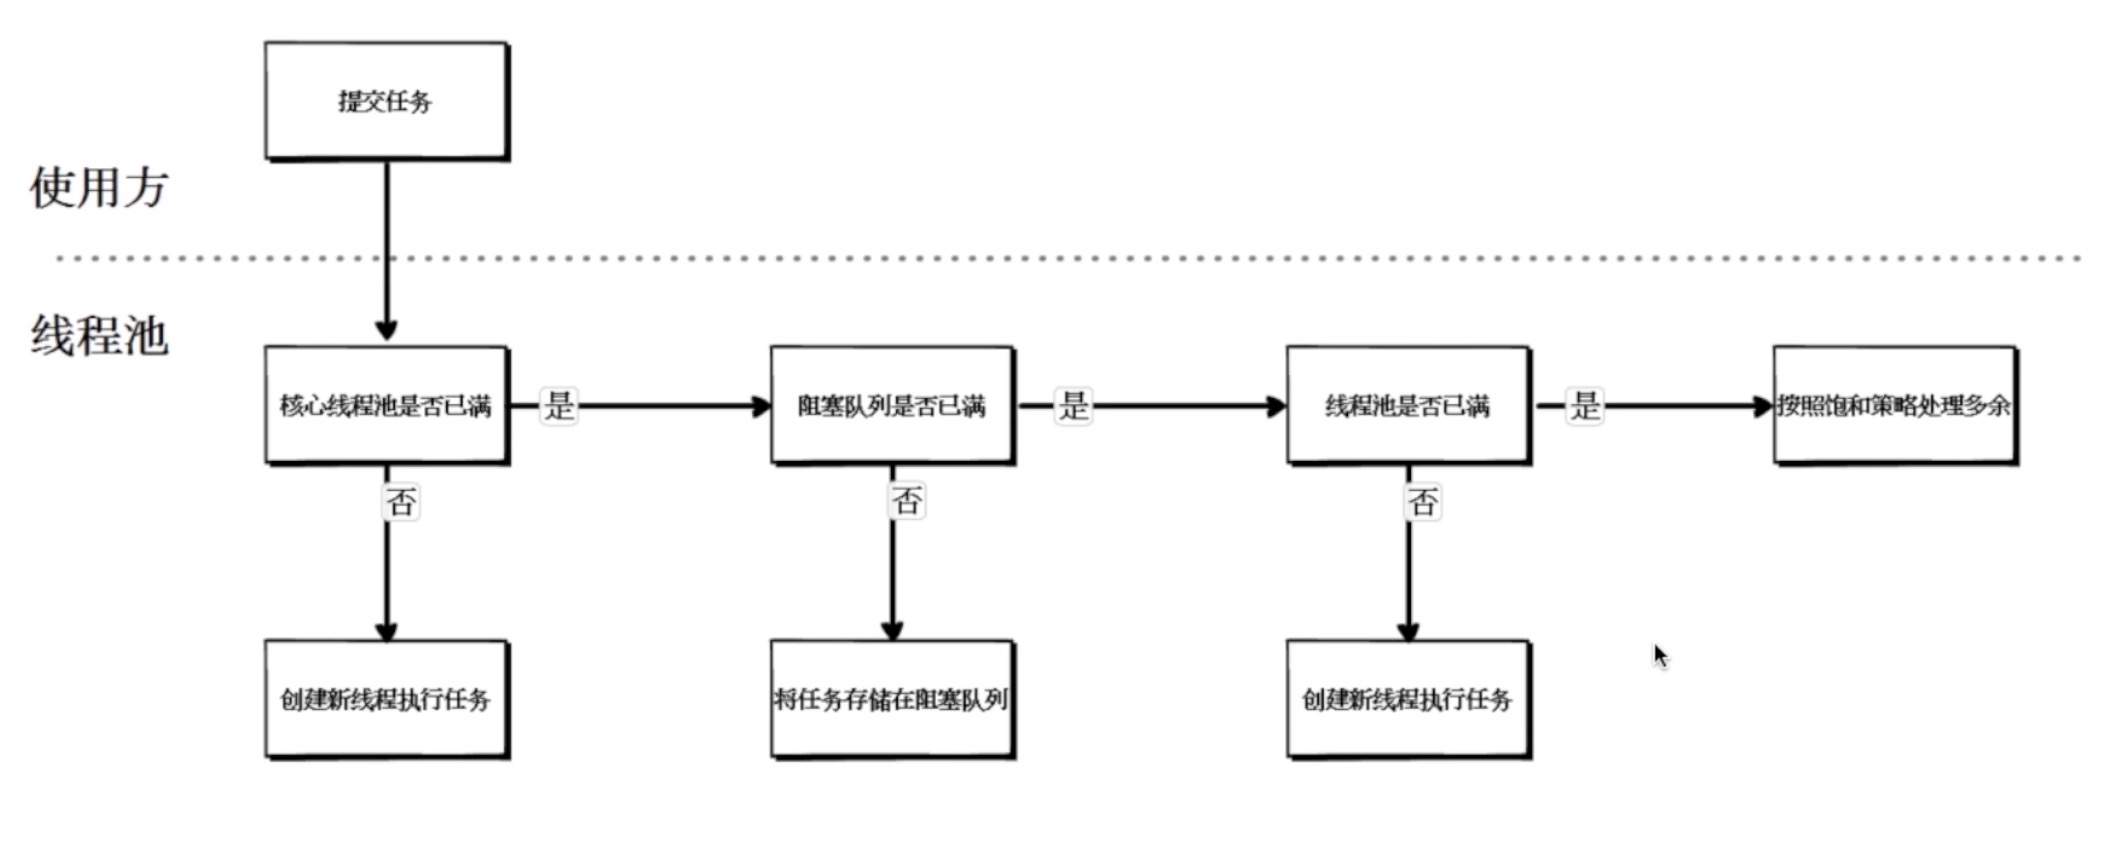 提交任务
使用方
线程池
核心线程池是否已满
是
阻塞队列是否已满
是
线程池是否已满
是
按照饱和策略处理多余
否
否
否
创建新线程执行任务
将任务存储在阻塞队列
创建新线程执行任务